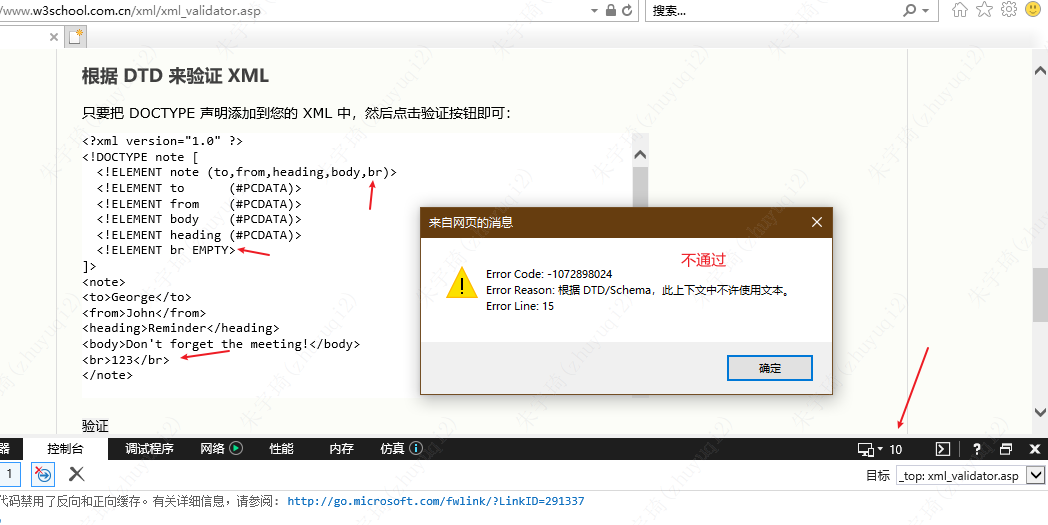 /www.w3school.com.cn/xml/xml_validator.asp
搜索...
根据 DTD 来验证 XML
只要把 DOCTYPE 声明添加到您的 XML 中，然后点击验证按钮即可：
<?xml version="1.0" ?>
<!DOCTYPE note [
<!ELEMENT note (to,from,heading,body,br)>
<!ELEMENT to (#PCDATA)>
<!ELEMENT from (#PCDATA)>
<!ELEMENT body (#PCDATA)>
<!ELEMENT heading (#PCDATA)>
<!ELEMENT br EMPTY>
]>
<note>
<to>George</to>
<from>John</from>
<heading>Reminder</heading>
<body>Don't forget the meeting!</body>
<br>123</br>
</note>
来自网页的消息
不通过
Error Code: -1072898024
Error Reason: 根据 DTD/Schema，此上下文中不许使用文本。
Error Line: 15
确定
验证
器 控制台 调试程序 网络 性能 内存 仿真 10
1
目标 _top: xml_validator.asp
代码禁用了反向和正向缓存。有关详细信息，请参阅: http://go.microsoft.com/fwlink/?LinkID=291337
朱宇琦(zhuyuqi2)